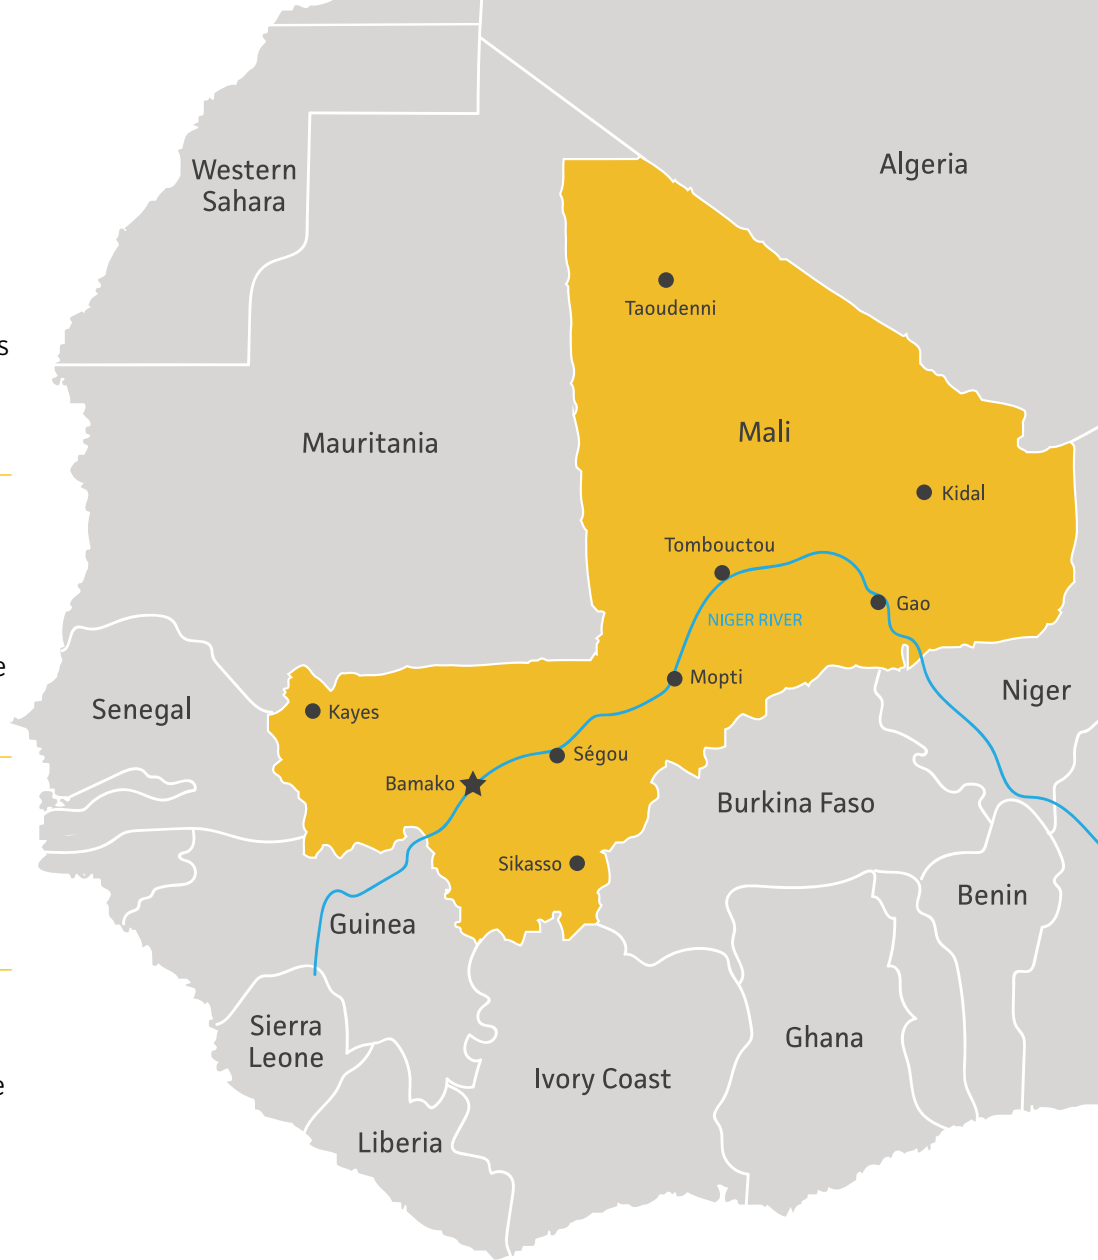 Western
Sahara
Algeria
Taoudenni
s
Mauritania
Mali
Kidal
Tombouctou
Gao
NIGER RIVER
e
Mopti
Niger
Senegal
Kayes
Ségou
Bamako
Burkina Faso
Sikasso
Benin
Guinea
Sierra
Leone
Ghana
Ivory Coast
e
Liberia